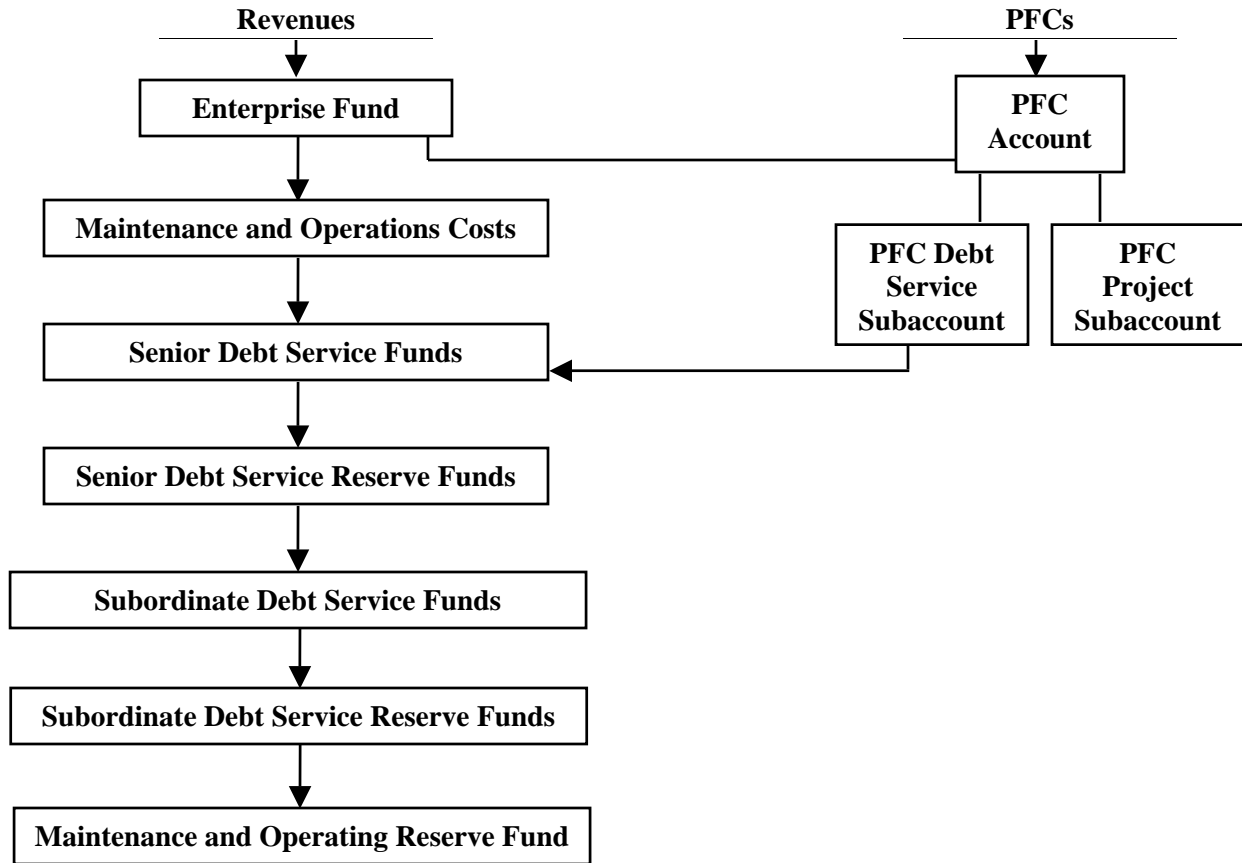 Revenues
PFCs
Enterprise Fund
PFC
Account
Maintenance and Operations Costs
PFC Debt
Service
Subaccount
PFC
Project
Subaccount
Senior Debt Service Funds
Senior Debt Service Reserve Funds
Subordinate Debt Service Funds
Subordinate Debt Service Reserve Funds
Maintenance and Operating Reserve Fund